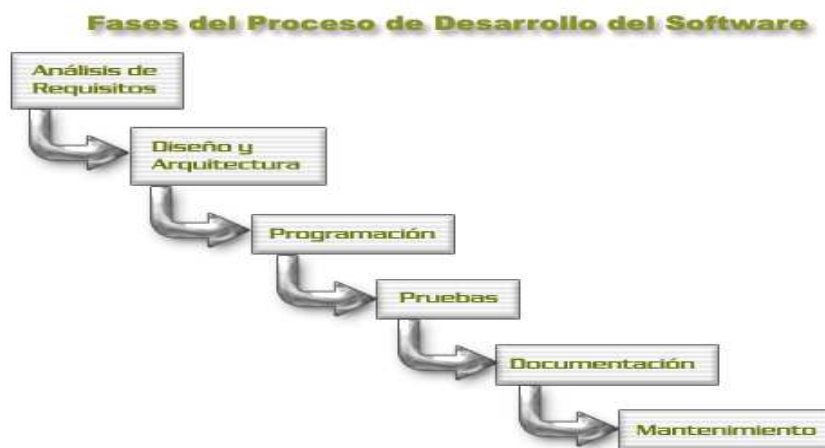 Fases del Proceso de Desarrollo del Software
Análisis de
Requisitos
Diseño y
Arquitectura
Programación
Pruebas
Documentación
Mantenimiento